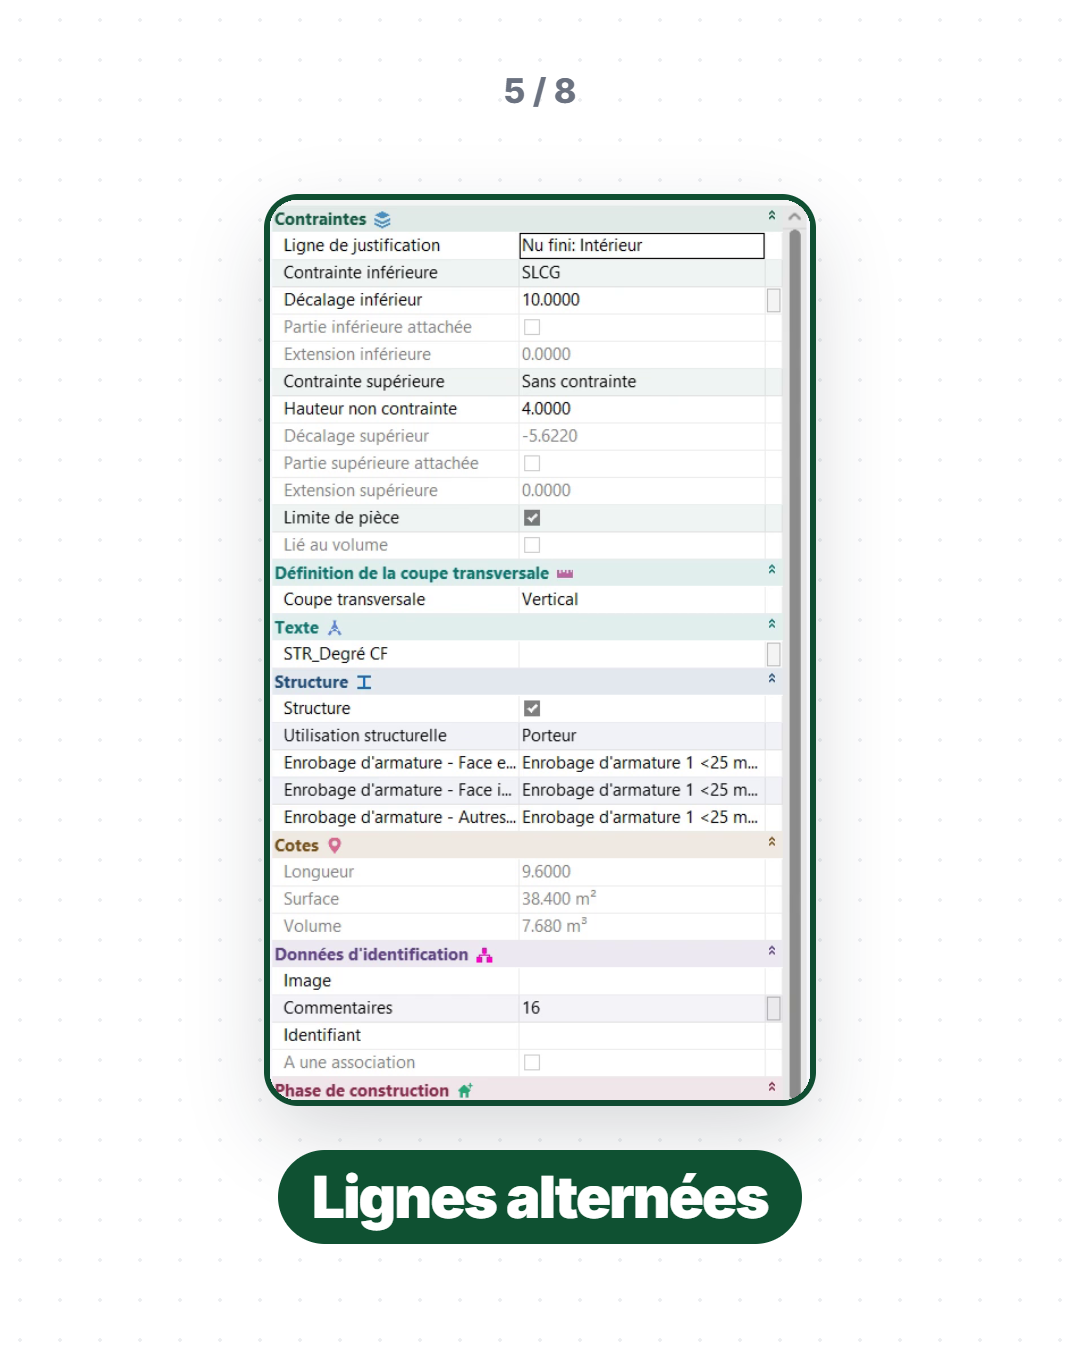 5 / 8
Contraintes
Ligne de justification Nu fini: Intérieur
Contrainte inférieure SLCG
Décalage inférieur 10.0000
Partie inférieure attachée
Extension inférieure 0.0000
Contrainte supérieure Sans contrainte
Hauteur non contrainte 4.0000
Décalage supérieur -5.6220
Partie supérieure attachée
Extension supérieure 0.0000
Limite de pièce
Lié au volume
Définition de la coupe transversale
Coupe transversale Vertical
Texte
STR_Degré CF
Structure
Structure
Utilisation structurelle Porteur
Enrobage d'armature - Face e... Enrobage d'armature 1 <25 m...
Enrobage d'armature - Face i... Enrobage d'armature 1 <25 m...
Enrobage d'armature - Autres... Enrobage d'armature 1 <25 m...
Cotes
Longueur 9.6000
Surface 38.400 m²
Volume 7.680 m³
Données d'identification
Image
Commentaires 16
Identifiant
A une association
Phase de construction
Lignes alternées